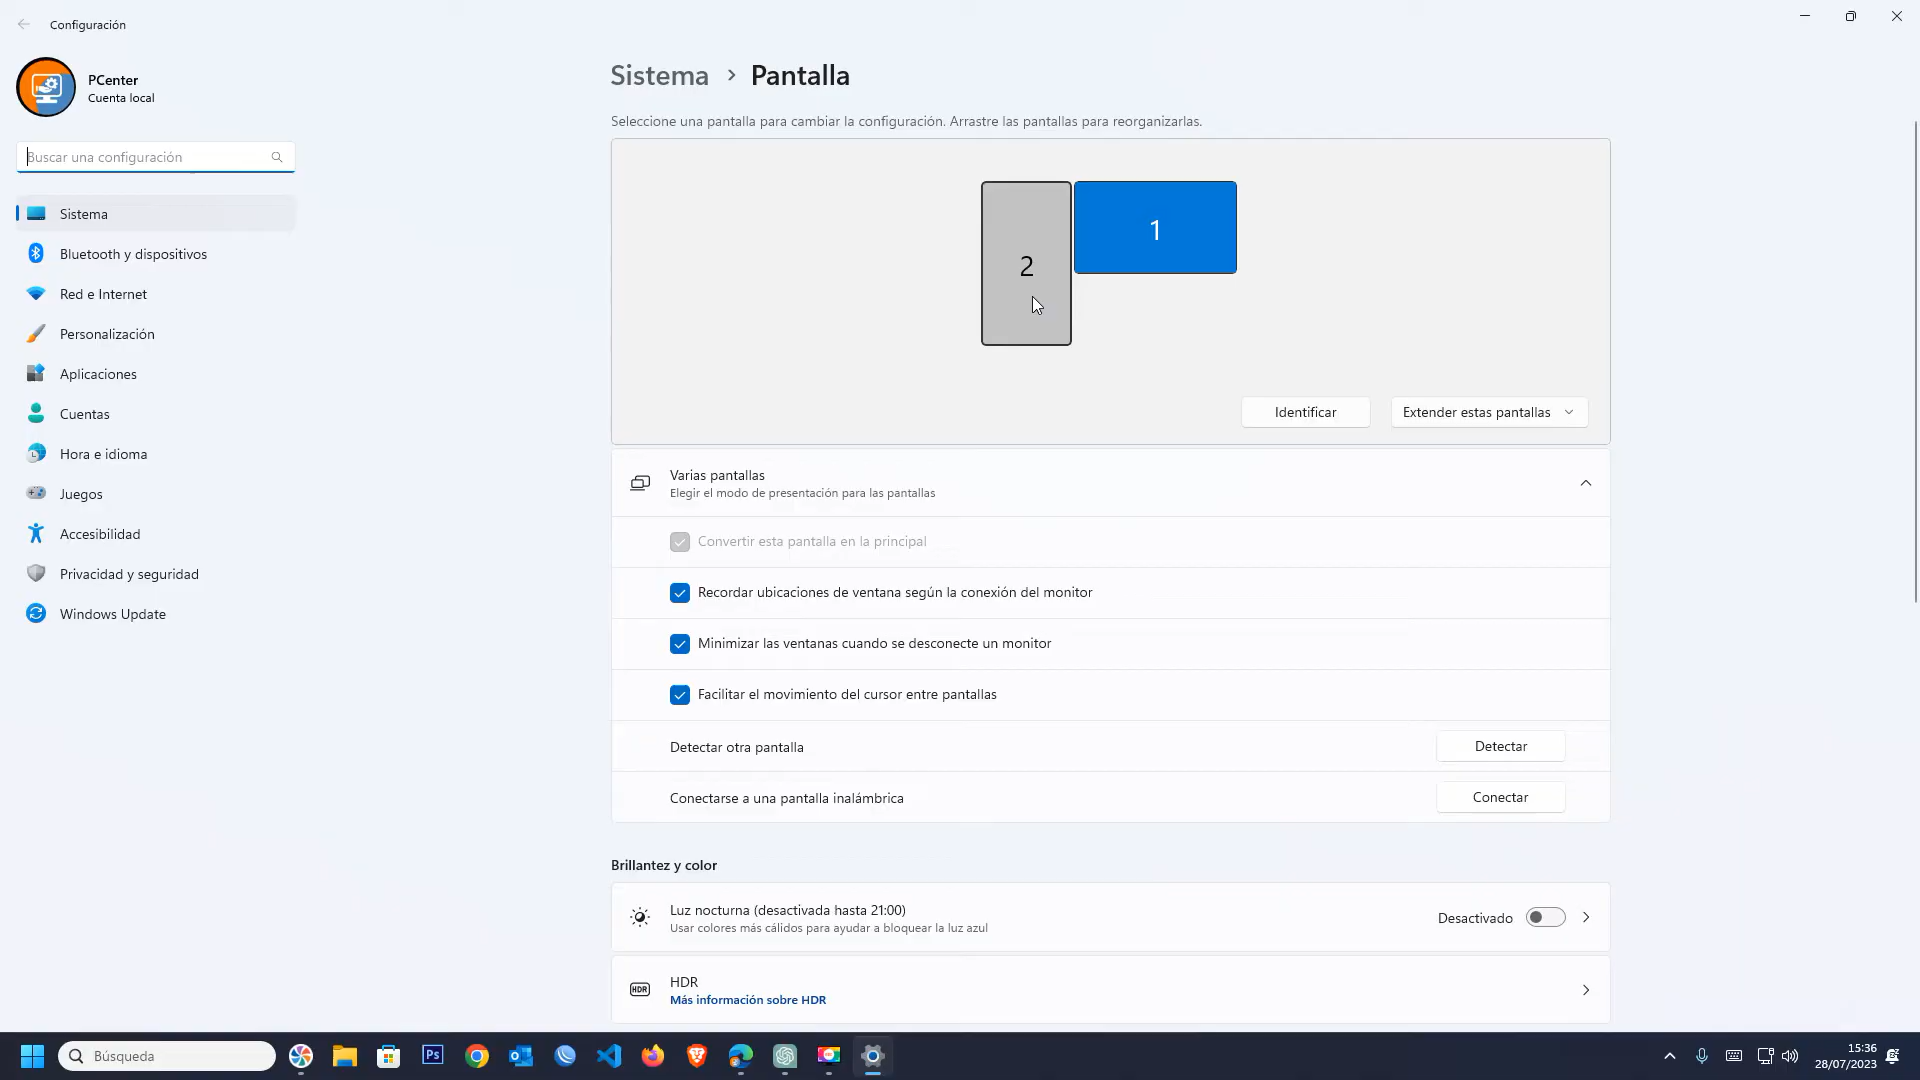 Configuración
PCenter
Cuenta local
Buscar una configuración
Sistema
Bluetooth y dispositivos
Red e Internet
Personalización
Aplicaciones
Cuentas
Hora e idioma
Juegos
Accesibilidad
Privacidad y seguridad
Windows Update
Sistema › Pantalla
Seleccione una pantalla para cambiar la configuración. Arrastre las pantallas para reorganizarlas.
2
1
Identificar
Extender estas pantallas
Varias pantallas
Elegir el modo de presentación para las pantallas
Convertir esta pantalla en la principal
Recordar ubicaciones de ventana según la conexión del monitor
Minimizar las ventanas cuando se desconecte un monitor
Facilitar el movimiento del cursor entre pantallas
Detectar otra pantalla
Detectar
Conectarse a una pantalla inalámbrica
Conectar
Brillantez y color
Luz nocturna (desactivada hasta 21:00)
Usar colores más cálidos para ayudar a bloquear la luz azul
Desactivado
HDR
HDR
Más información sobre HDR
Búsqueda
Ps
15:36
28/07/2023